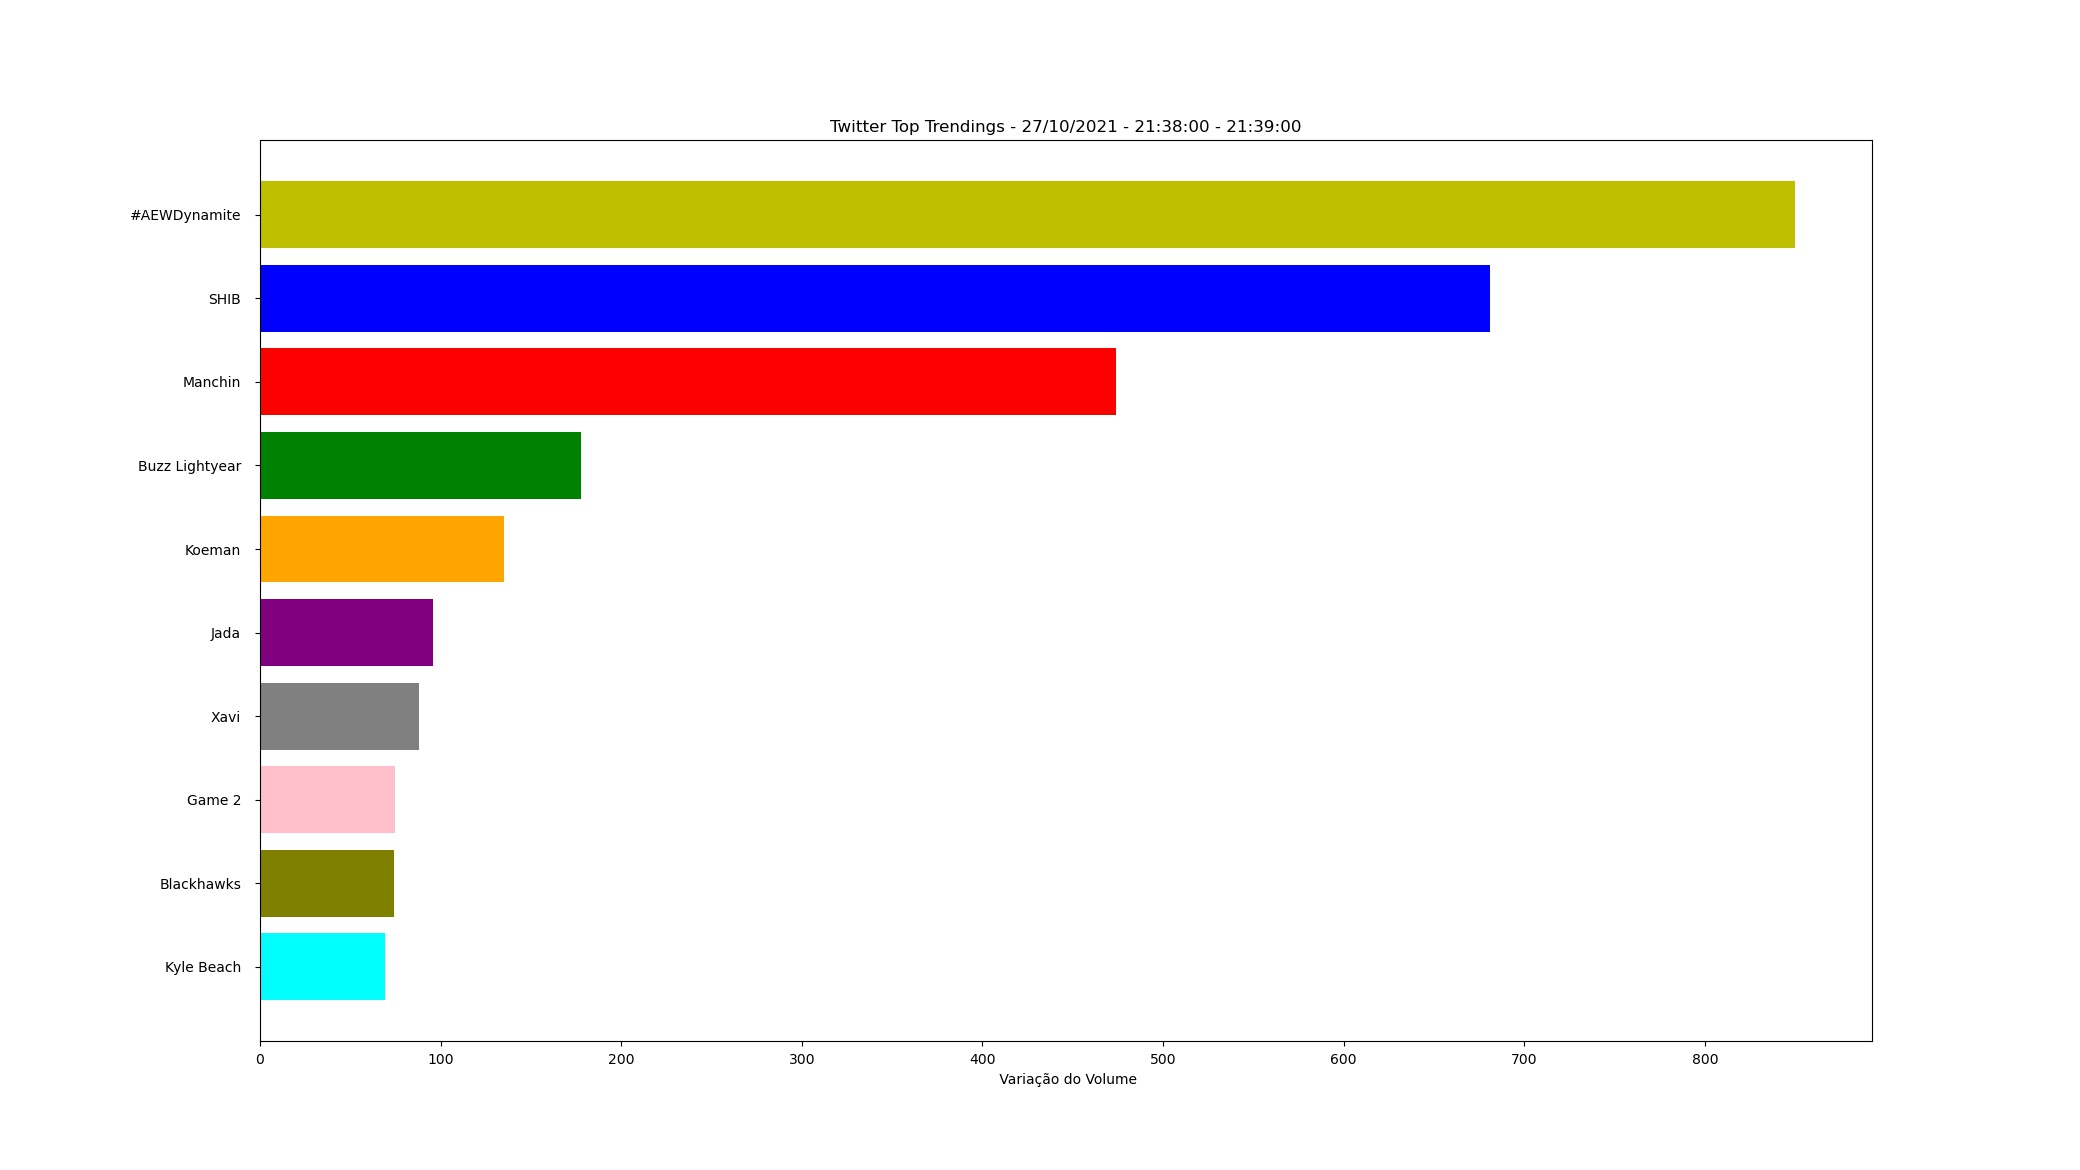 Twitter Top Trendings - 27/10/2021 - 21:38:00 - 21:39:00
#AEWDynamite
SHIB
Manchin
Buzz Lightyear
Koeman
Jada
Xavi
Game 2
Blackhawks
Kyle Beach
0 100 200 300 400 500 600 700 800
Variação do Volume